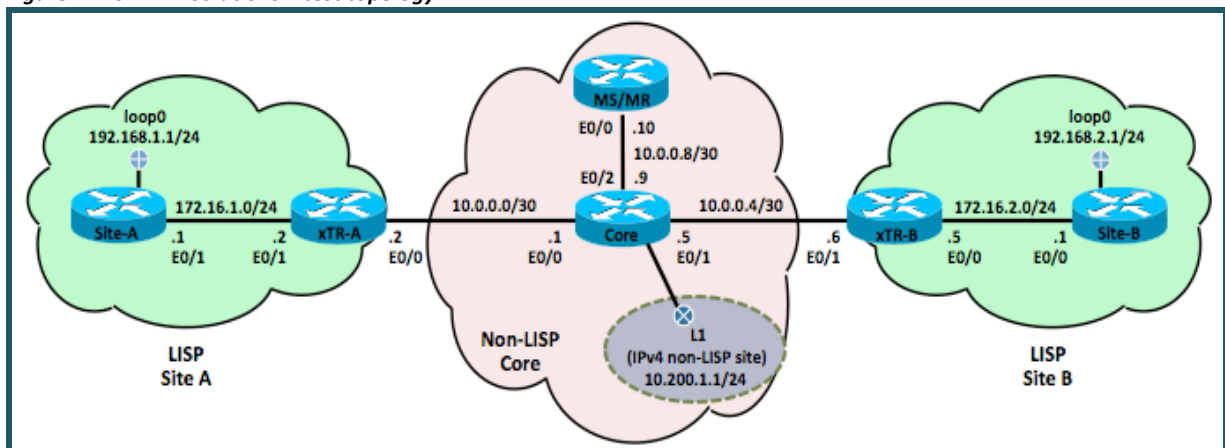 MS/MR
loop0
192.168.1.1/24
E0/0 .10
10.0.0.8/30
loop0
192.168.2.1/24
E0/2 .9
172.16.1.0/24
10.0.0.0/30
10.0.0.4/30
172.16.2.0/24
Site-A
xTR-A
Core
xTR-B
Site-B
.1
E0/1
.2
E0/1
.2
E0/0
.1
E0/0
.5
E0/1
.6
E0/1
.5
E0/0
.1
E0/0
L1
(IPv4 non-LISP site)
10.200.1.1/24
Non-LISP
Core
LISP
Site A
LISP
Site B